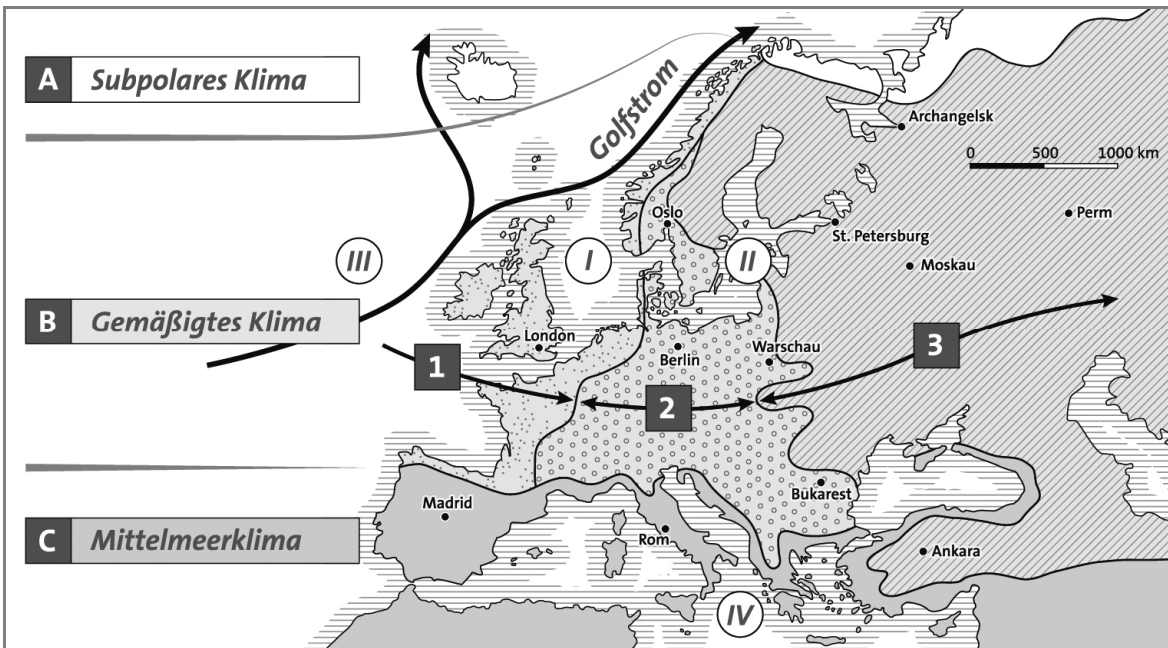 A Subpolares Klima
Golfstrom
Archangelsk
0 500 1000 km
Perm
Oslo
St. Petersburg
III
I
II
Moskau
B Gemäßigtes Klima
London
Berlin
Warschau
1
2
3
Madrid
Bukarest
C Mittelmeerklima
Rom
Ankara
IV